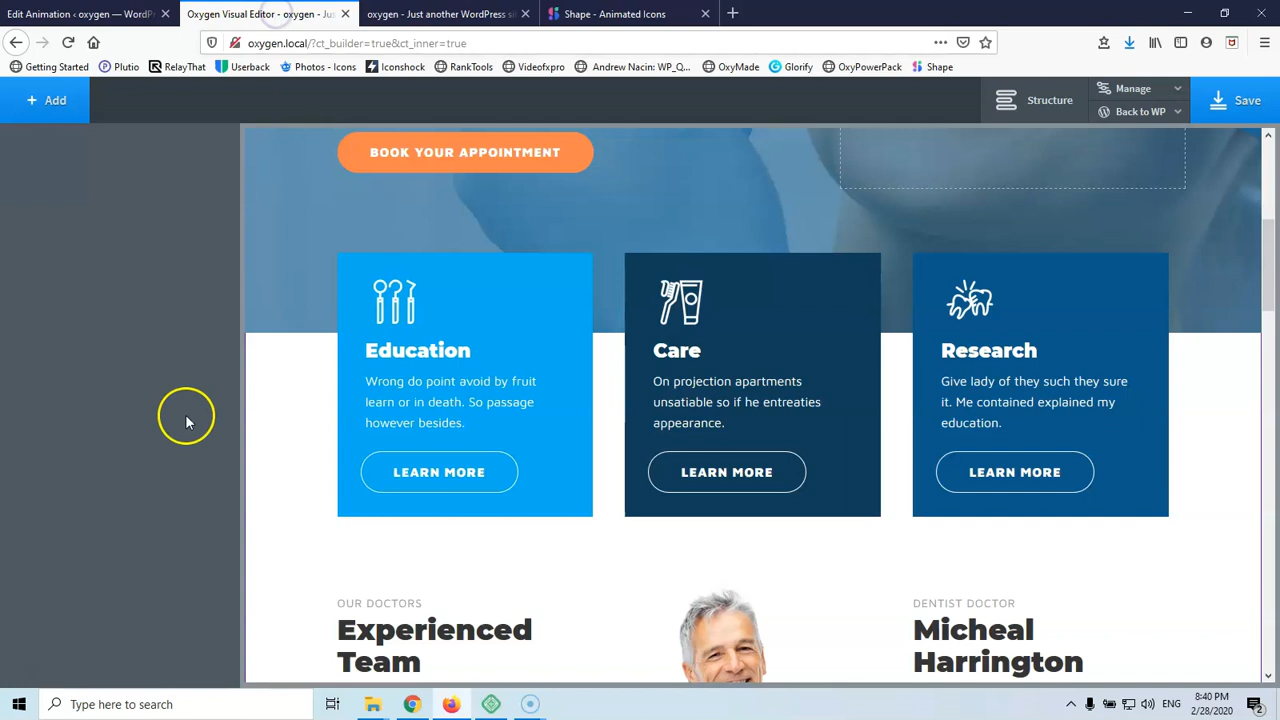 Edit Animation ‹ oxygen — WordPr
Oxygen Visual Editor - oxygen - Jus
oxygen - Just another WordPress si
Shape - Animated Icons
oxygen.local/?ct_builder=true&ct_inner=true
Getting Started
Plutio
RelayThat
Userback
Photos - Icons
Iconshock
RankTools
Videofxpro
Andrew Nacin: WP_Q...
OxyMade
Glorify
OxyPowerPack
Shape
+ Add
Structure
Manage
Back to WP
Save
BOOK YOUR APPOINTMENT
Education
Wrong do point avoid by fruit
learn or in death. So passage
however besides.
LEARN MORE
Care
On projection apartments
unsatiable so if he entreaties
appearance.
LEARN MORE
Research
Give lady of they such they sure
it. Me contained explained my
education.
LEARN MORE
OUR DOCTORS
Experienced
Team
DENTIST DOCTOR
Micheal
Harrington
Type here to search
ENG
8:40 PM
2/28/2020
2